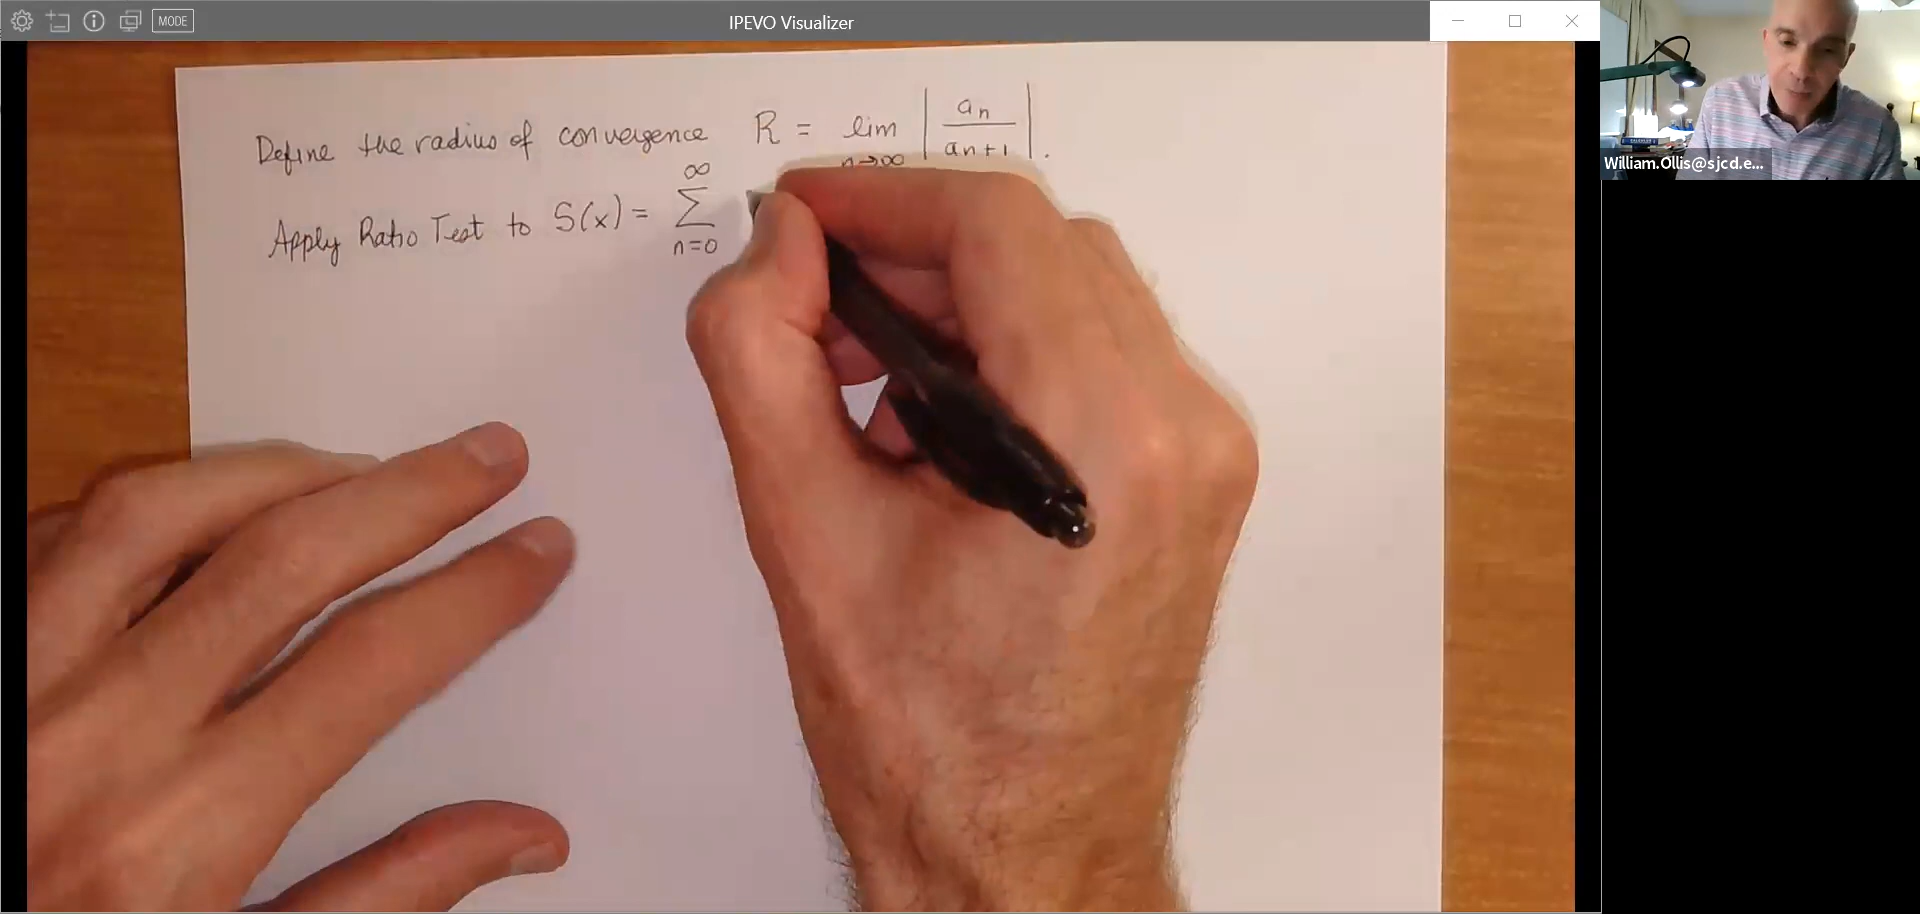 MODE
IPEVO Visualizer
Define the radius of convergence R = lim n→∞ | an / an+1 | .
Apply Ratio Test to S(x) = ∑ n=0 ∞
William.Ollis@sjcd.e...